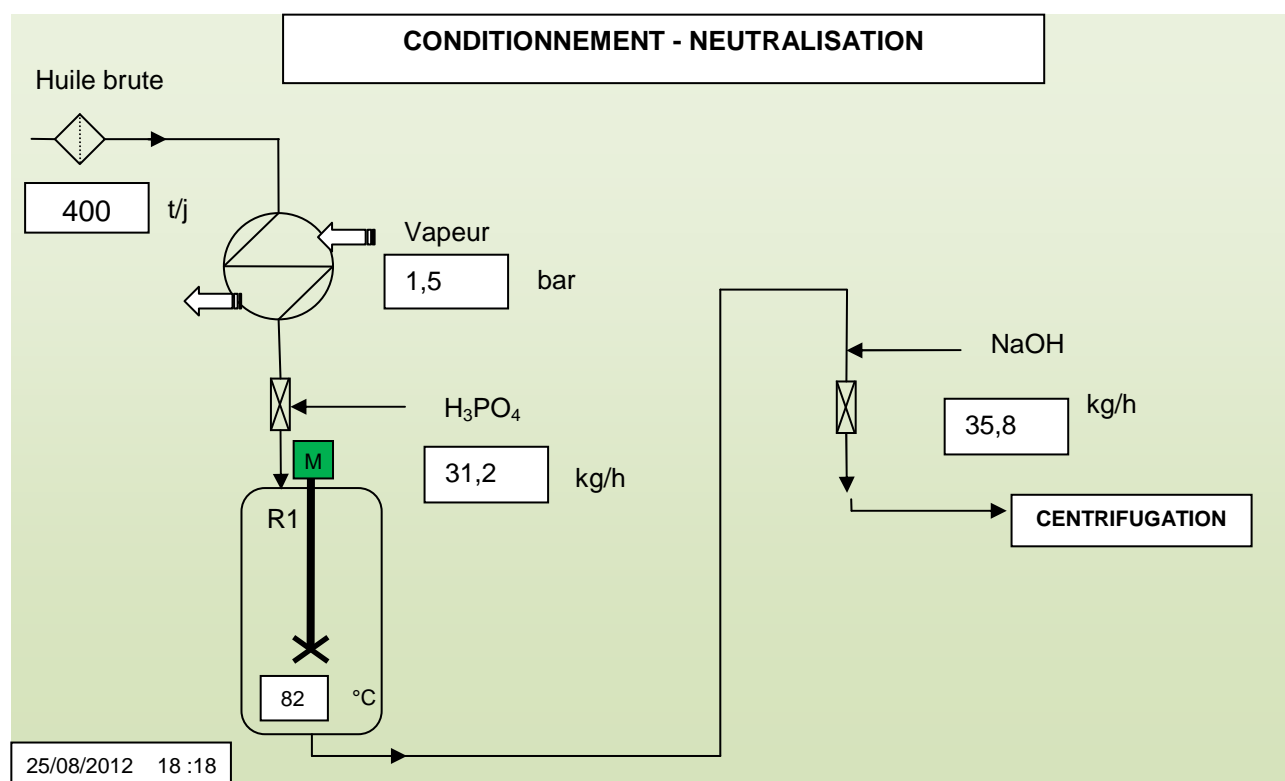 CONDITIONNEMENT - NEUTRALISATION
Huile brute
400 t/j
Vapeur
1,5 bar
NaOH
35,8 kg/h
H₃PO₄
31,2 kg/h
M
R1
CENTRIFUGATION
82 °C
25/08/2012 18 :18